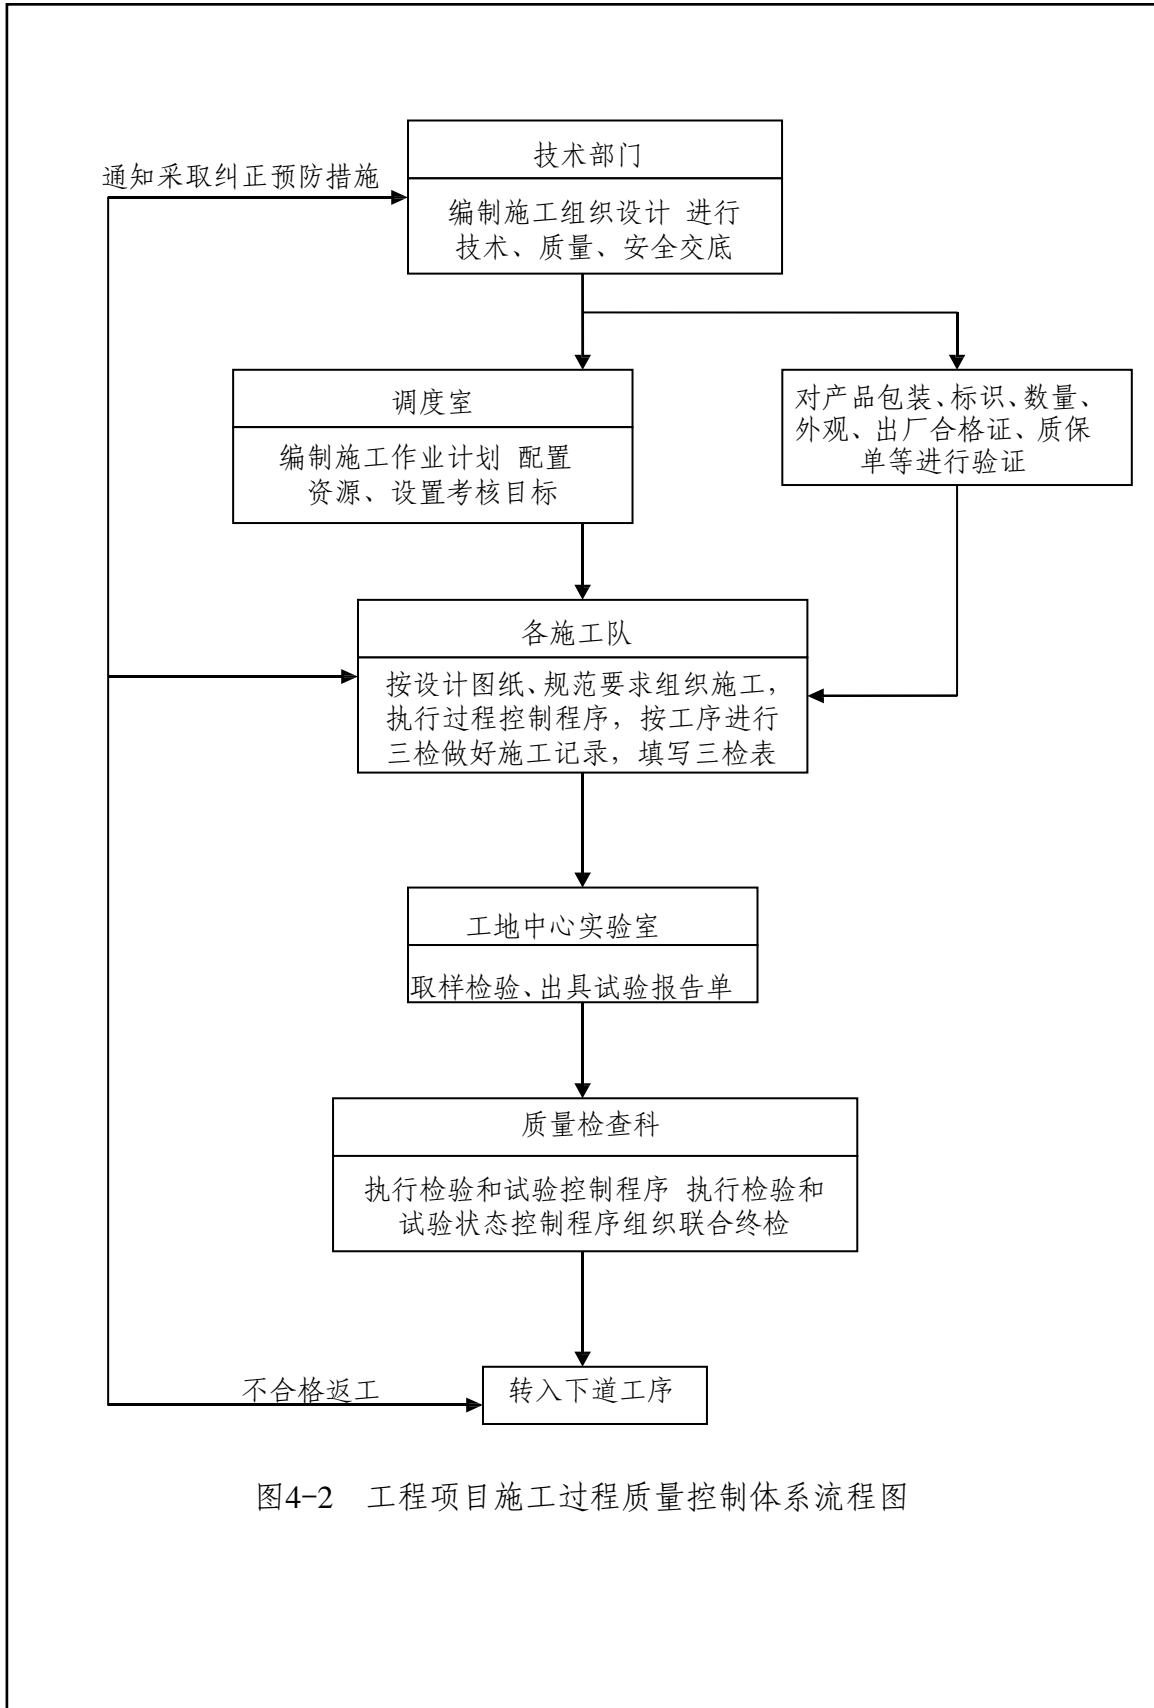 技术部门
通知采取纠正预防措施
编制施工组织设计 进行
技术、质量、安全交底
调度室
编制施工作业计划 配置
资源、设置考核目标
对产品包装、标识、数量、
外观、出厂合格证、质保
单等进行验证
各施工队
按设计图纸、规范要求组织施工，
执行过程控制程序，按工序进行
三检做好施工记录，填写三检表
工地中心实验室
取样检验、出具试验报告单
质量检查科
执行检验和试验控制程序 执行检验和
试验状态控制程序组织联合终检
不合格返工
转入下道工序
图4-2 工程项目施工过程质量控制体系流程图